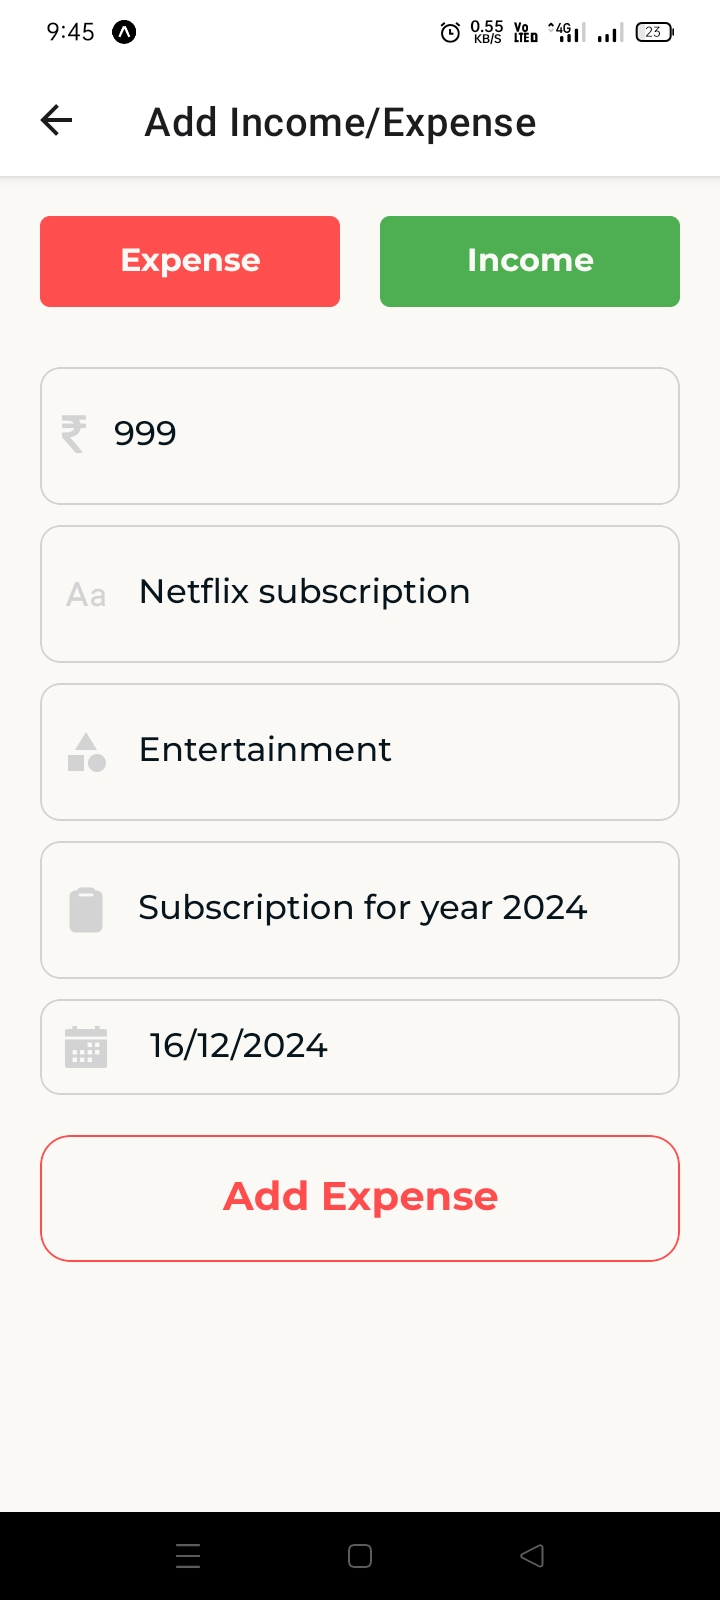 9:45 0.55 KB/S Vo LTE 4G 23
Add Income/Expense
Expense Income
₹ 999
Aa Netflix subscription
Entertainment
Subscription for year 2024
16/12/2024
Add Expense